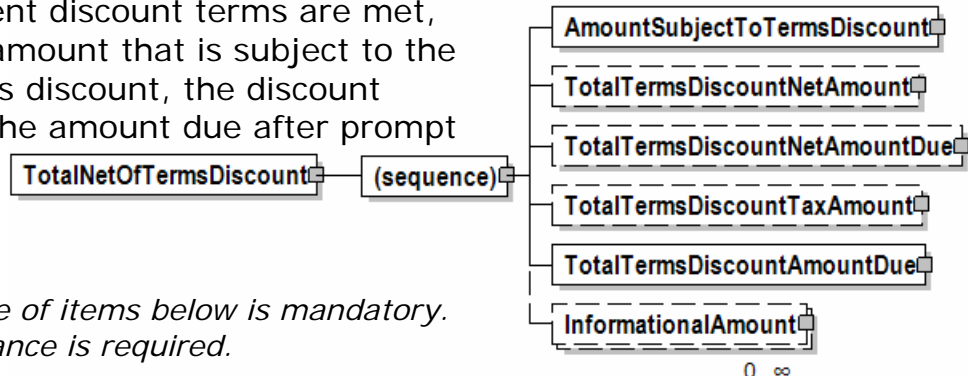 ent discount terms are met,
amount that is subject to the
s discount, the discount
he amount due after prompt
TotalNetOfTermsDiscount
(sequence)
AmountSubjectToTermsDiscount
TotalTermsDiscountNetAmount
TotalTermsDiscountNetAmountDue
TotalTermsDiscountTaxAmount
TotalTermsDiscountAmountDue
InformationalAmount
0 ∞
e of items below is mandatory.
ance is required.